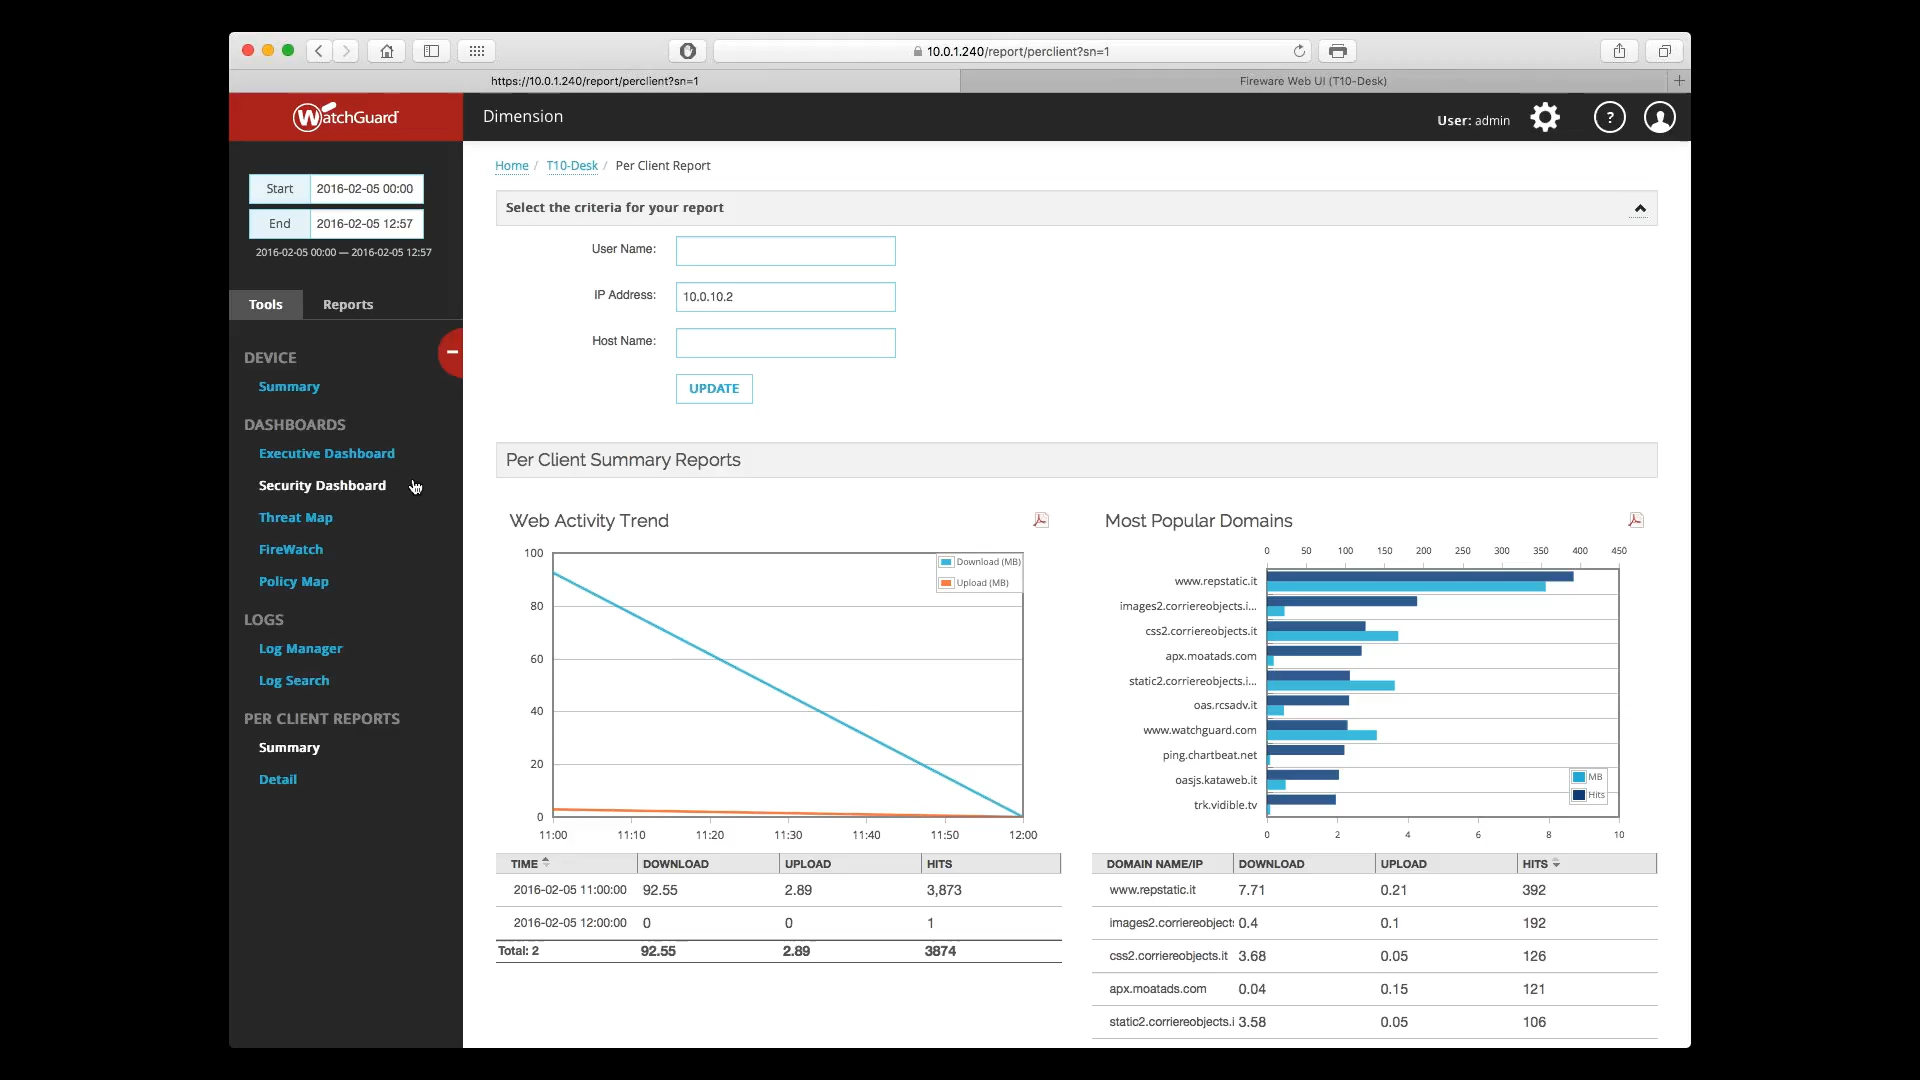 10.0.1.240/report/perclient?sn=1
https://10.0.1.240/report/perclient?sn=1
Fireware Web UI (T10-Desk)
WatchGuard
Dimension
User: admin
?
Start 2016-02-05 00:00
End 2016-02-05 12:57
2016-02-05 00:00 — 2016-02-05 12:57
Tools Reports
DEVICE
Summary
DASHBOARDS
Executive Dashboard
Security Dashboard
Threat Map
FireWatch
Policy Map
LOGS
Log Manager
Log Search
PER CLIENT REPORTS
Summary
Detail
Home / T10-Desk / Per Client Report
Select the criteria for your report
User Name:
IP Address: 10.0.10.2
Host Name:
UPDATE
Per Client Summary Reports
Web Activity Trend
100
80
60
40
20
0
Download (MB)
Upload (MB)
11:00 11:10 11:20 11:30 11:40 11:50 12:00
TIME DOWNLOAD UPLOAD HITS
2016-02-05 11:00:00 92.55 2.89 3,873
2016-02-05 12:00:00 0 0 1
Total: 2 92.55 2.89 3874
Most Popular Domains
0 50 100 150 200 250 300 350 400 450
www.repstatic.it
images2.corriereobjects.i...
css2.corriereobjects.it
apx.moatads.com
static2.corriereobjects.i...
oas.rcsadv.it
www.watchguard.com
ping.chartbeat.net
oasjs.kataweb.it
trk.vidible.tv
MB
Hits
0 2 4 6 8 10
DOMAIN NAME/IP DOWNLOAD UPLOAD HITS
www.repstatic.it 7.71 0.21 392
images2.corriereobject: 0.4 0.1 192
css2.corriereobjects.it 3.68 0.05 126
apx.moatads.com 0.04 0.15 121
static2.corriereobjects.i 3.58 0.05 106